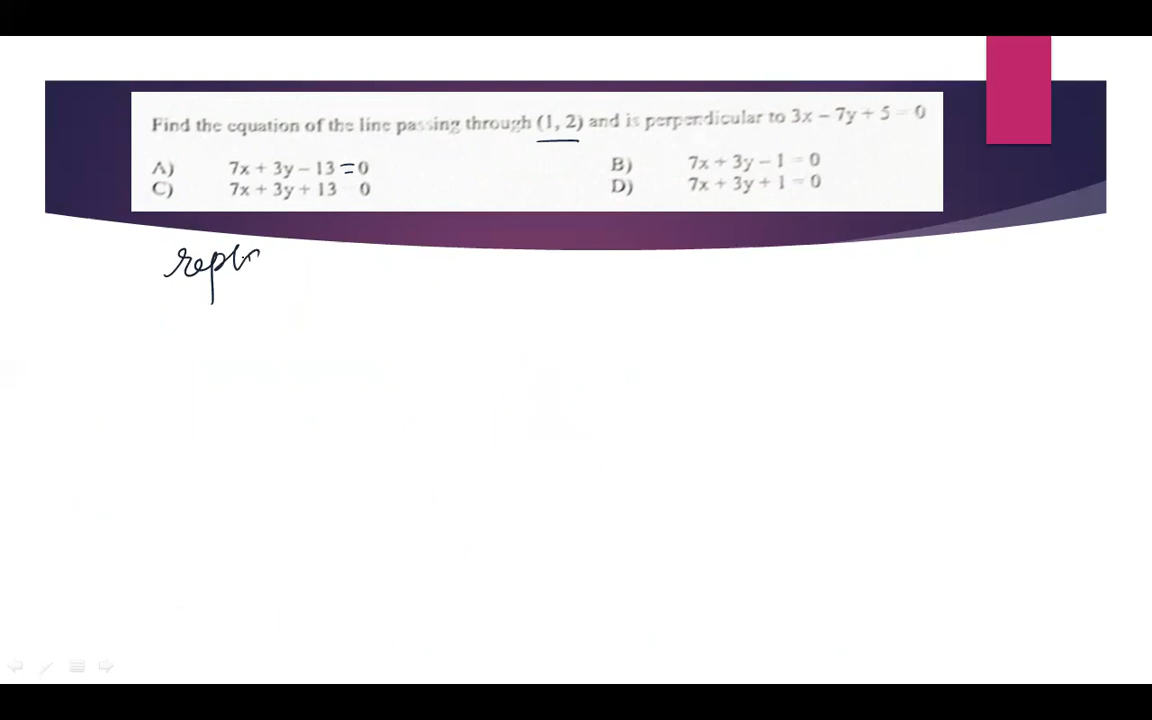 Find the equation of the line passing through (1, 2) and is perpendicular to 3x – 7y + 5 = 0
A) 7x + 3y – 13 = 0 B) 7x + 3y – 1 = 0
C) 7x + 3y + 13 = 0 D) 7x + 3y + 1 = 0